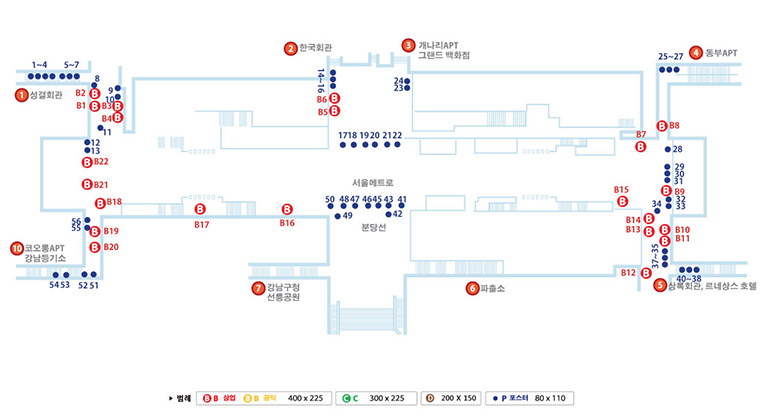 1~4
5~7
8
9
10
11
B2
B1
B3
B4
1 성결회관
12
13
B22
B21
B18
56
55
B19
B20
10 코오롱APT
강남등기소
54 53
52 51
2 한국회관
14~16
B6
B5
3 개나리APT
그랜드 백화점
24
23
17 18 19 20 21 22
서울메트로
50 48 47 46 45 43 41
49
42
분당선
B17
B16
7 강남구청
선릉공원
6 파출소
4 동부APT
25~27
B8
B7
28
29
30
31
B9
32
33
B15
34
B14
B13
B10
B11
37~35
B12
40~38
5 상록회관, 르네상스 호텔
▶ 범례
B B 상업 B B 공익 400 x 225
C C 300 x 225
D 200 X 150
P 포스터 80 x 110